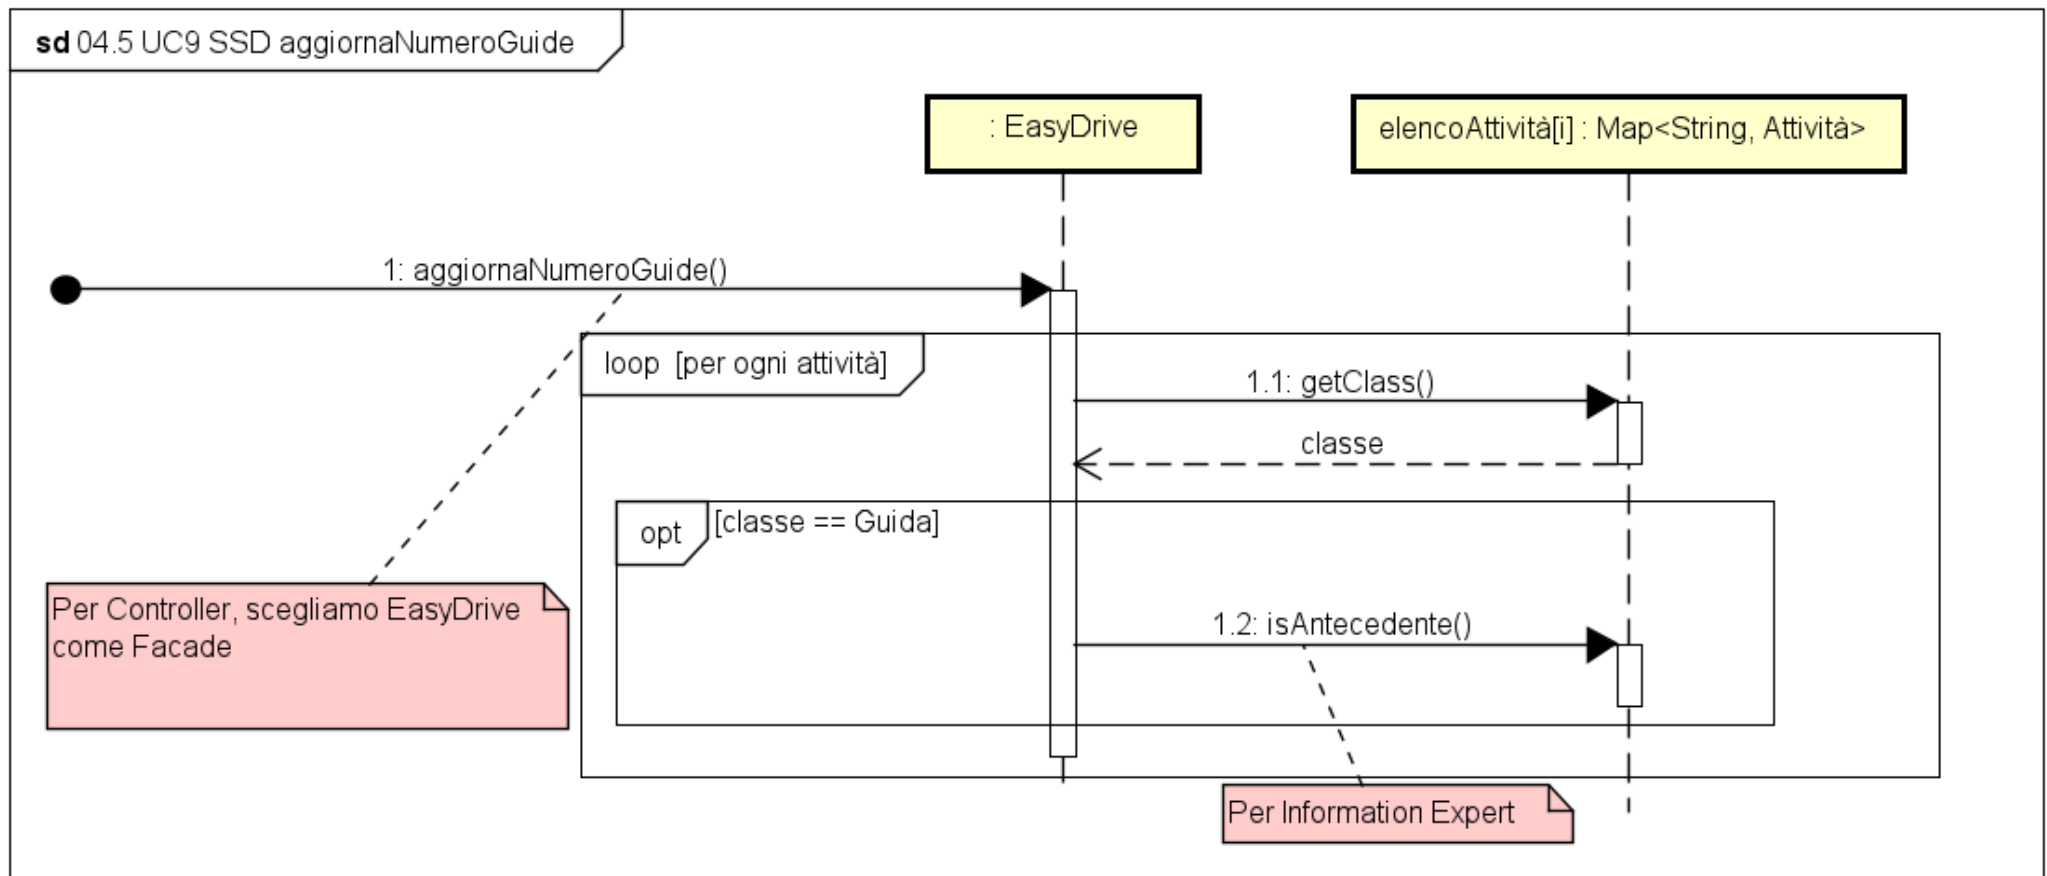 sd 04.5 UC9 SSD aggiornaNumeroGuide
: EasyDrive
elencoAttività[i] : Map<String, Attività>
1: aggiornaNumeroGuide()
loop [per ogni attività]
1.1: getClass()
classe
opt
[classe == Guida]
1.2: isAntecedente()
Per Controller, scegliamo EasyDrive
come Facade
Per Information Expert